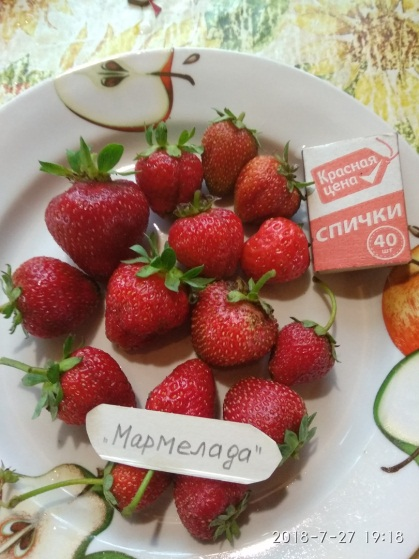 Красная
цена
СПИЧКИ
40
шт
„Мармелада"
2018-7-27 19:18